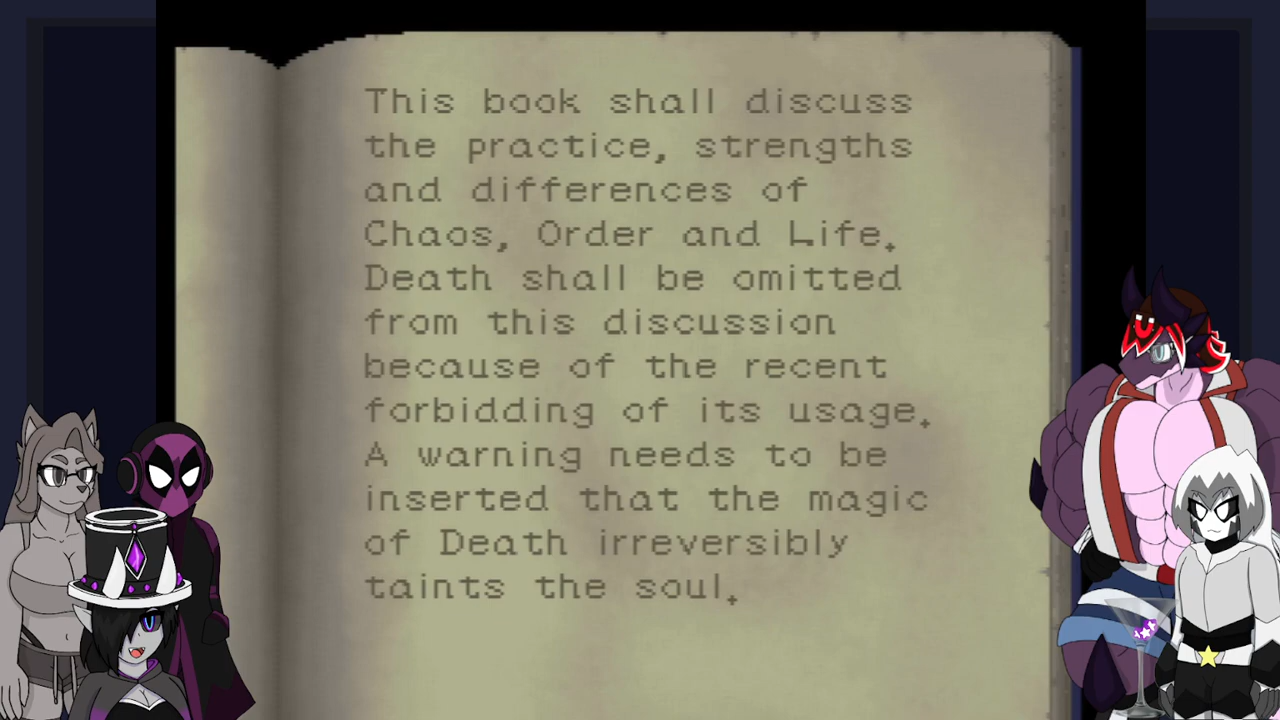 This book shall discuss
the practice, strengths
and differences of
Chaos, Order and Life.
Death shall be omitted
from this discussion
because of the recent
forbidding of its usage.
A warning needs to be
inserted that the magic
of Death irreversibly
taints the soul.